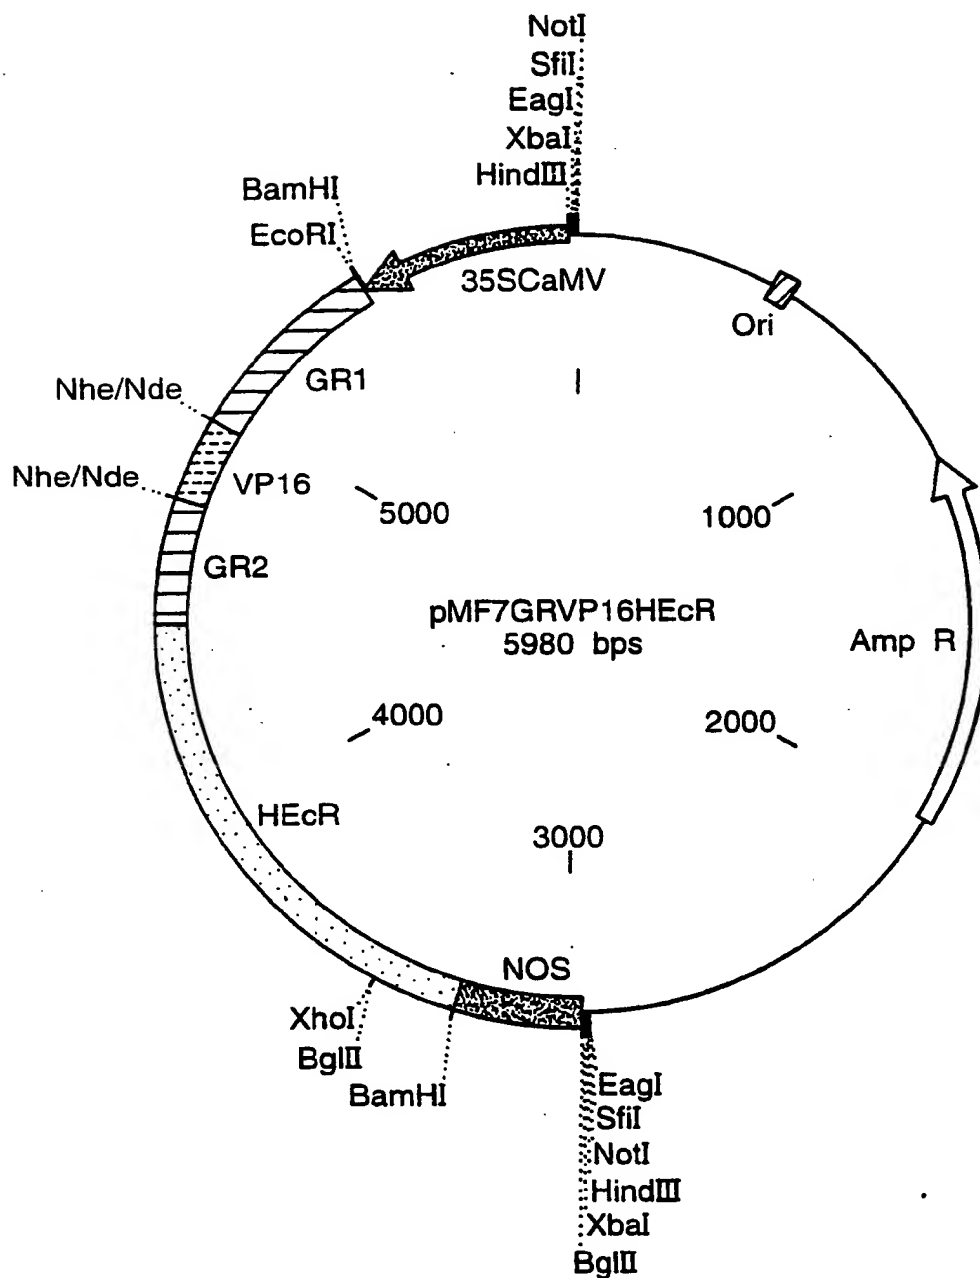 NotI
SfiI
EagI
XbaI
HindIII
BamHI
EcoRI
35SCaMV
Ori
GR1
Nhe/Nde
Nhe/Nde
VP16
5000
1000
GR2
pMF7GRVP16HEcR
5980 bps
Amp R
4000
2000
HEcR
3000
NOS
XhoI
BglII
BamHI
EagI
SfiI
NotI
HindIII
XbaI
BglII